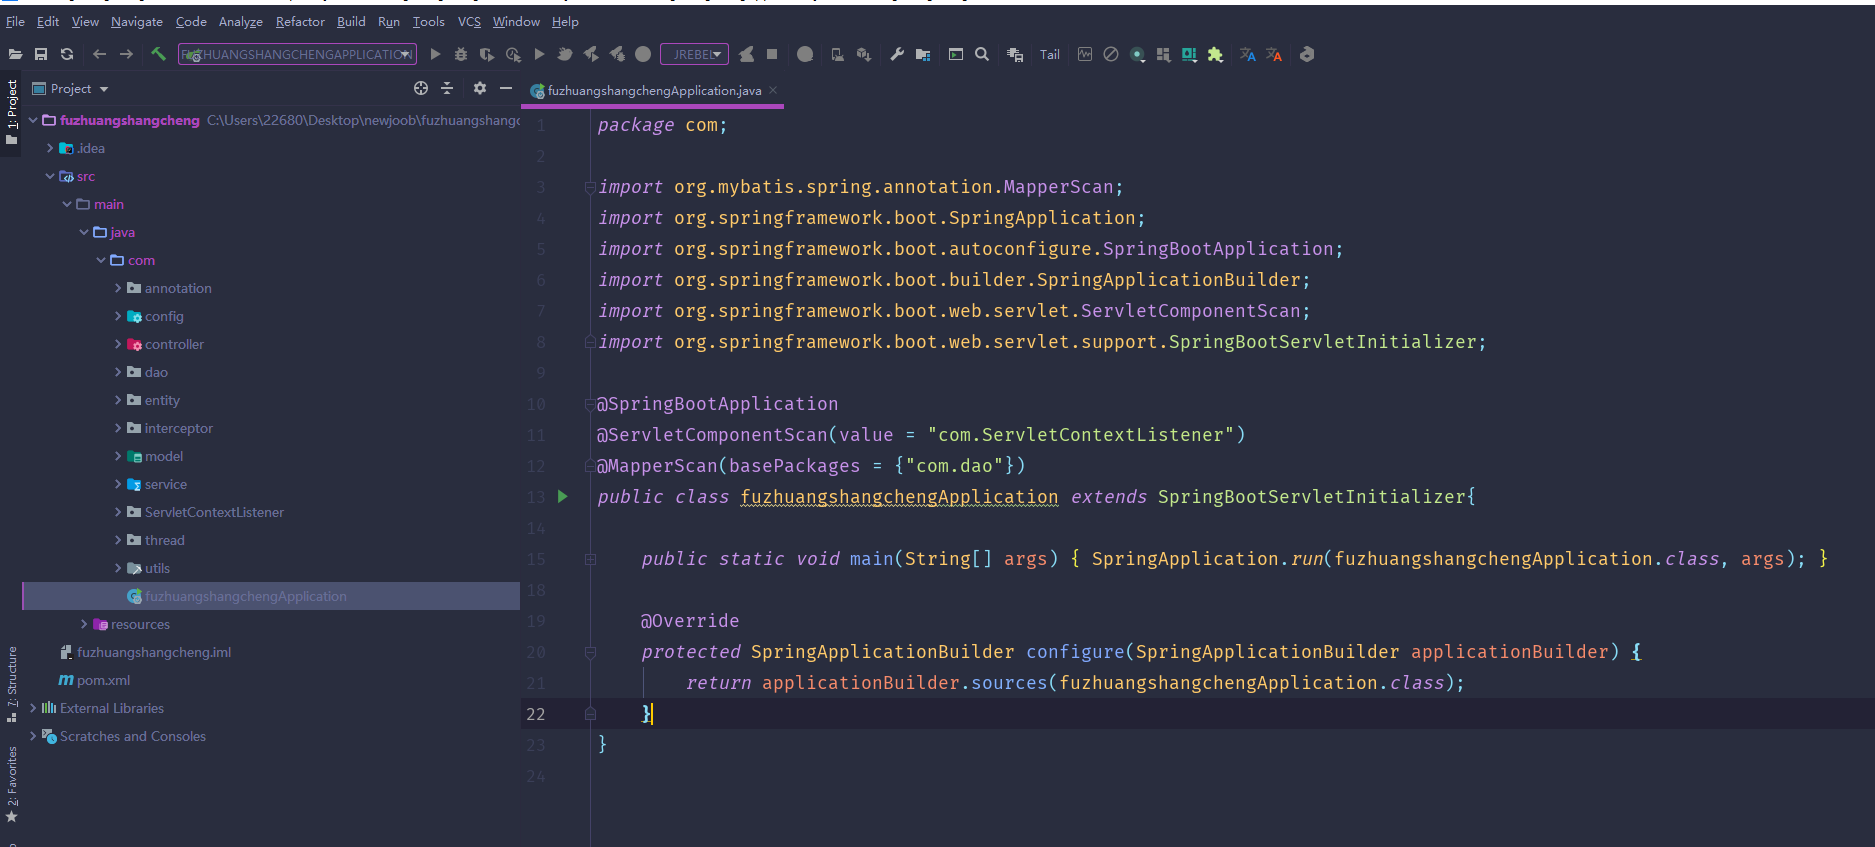 File Edit View Navigate Code Analyze Refactor Build Run Tools VCS Window Help
FUZHUANGSHANGCHENGAPPLICATION JREBEL Tail
1: Project
Project
fuzhuangshangchengApplication.java
fuzhuangshangcheng C:\Users\22680\Desktop\newjoob\fuzhuangshangc
.idea
src
main
java
com
annotation
config
controller
dao
entity
interceptor
model
service
ServletContextListener
thread
utils
fuzhuangshangchengApplication
resources
fuzhuangshangcheng.iml
pom.xml
External Libraries
Scratches and Consoles
7: Structure
2: Favorites
1 package com;
2
3 import org.mybatis.spring.annotation.MapperScan;
4 import org.springframework.boot.SpringApplication;
5 import org.springframework.boot.autoconfigure.SpringBootApplication;
6 import org.springframework.boot.builder.SpringApplicationBuilder;
7 import org.springframework.boot.web.servlet.ServletComponentScan;
8 import org.springframework.boot.web.servlet.support.SpringBootServletInitializer;
9
10 @SpringBootApplication
11 @ServletComponentScan(value = "com.ServletContextListener")
12 @MapperScan(basePackages = {"com.dao"})
13 public class fuzhuangshangchengApplication extends SpringBootServletInitializer{
14
15 public static void main(String[] args) { SpringApplication.run(fuzhuangshangchengApplication.class, args); }
18
19 @Override
20 protected SpringApplicationBuilder configure(SpringApplicationBuilder applicationBuilder) {
21 return applicationBuilder.sources(fuzhuangshangchengApplication.class);
22 }
23 }
24